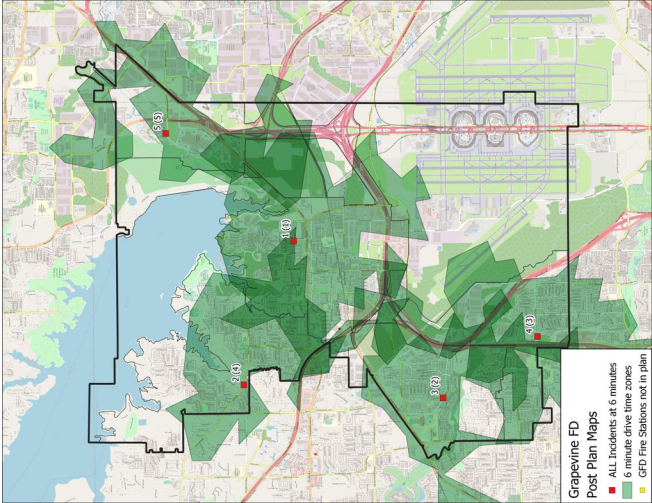 5 (5)
1 (1)
2 (4)
4 (3)
3 (2)
Grapevine FD
Post Plan Maps
ALL Incidents at 6 minutes
6 minute drive time zones
GFD Fire Stations not in plan